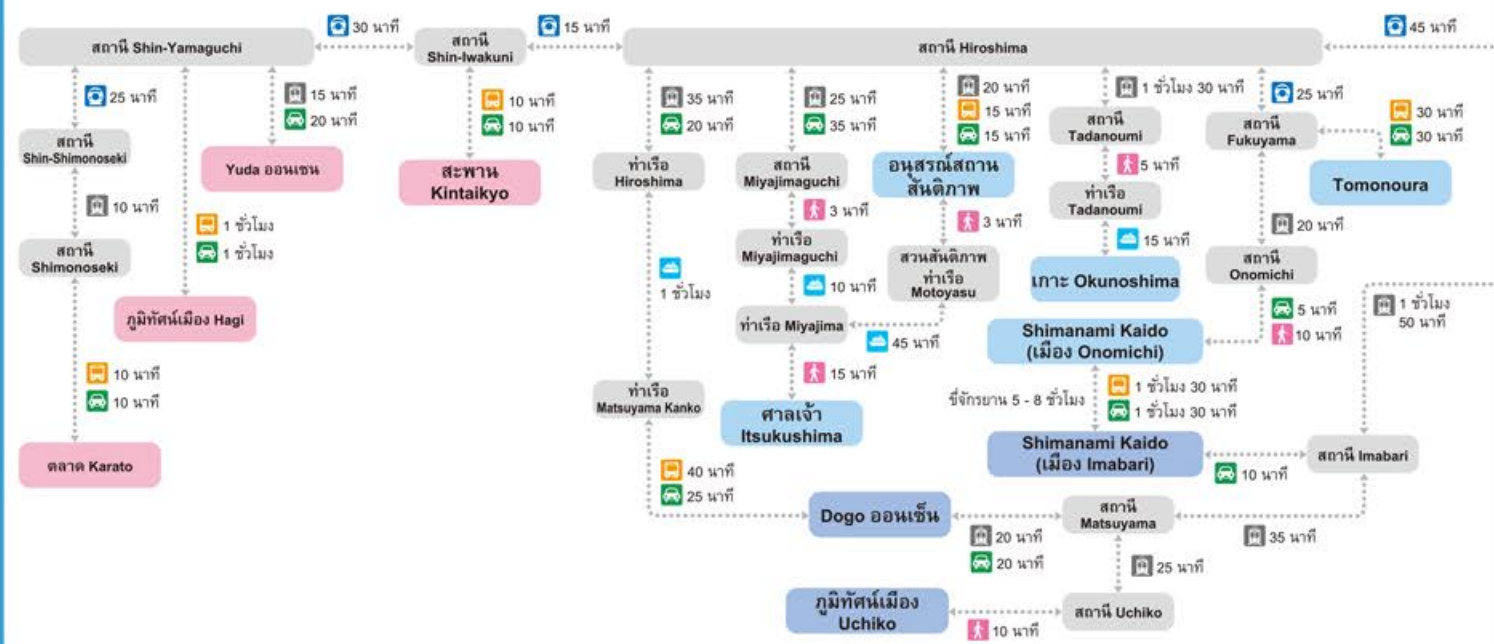 30 นาที
15 นาที
45 นาที
สถานี Shin-Yamaguchi
สถานี
Shin-Iwakuni
สถานี Hiroshima
25 นาที
15 นาที
20 นาที
10 นาที
10 นาที
35 นาที
20 นาที
25 นาที
35 นาที
20 นาที
15 นาที
15 นาที
1 ชั่วโมง 30 นาที
25 นาที
30 นาที
30 นาที
สถานี
Shin-Shimonoseki
Yuda ออนเซน
สะพาน
Kintaikyo
ท่าเรือ
Hiroshima
สถานี
Miyajimaguchi
อนุสรณ์สถาน
สันติภาพ
สถานี
Tadanoumi
สถานี
Fukuyama
Tomonoura
10 นาที
1 ชั่วโมง
1 ชั่วโมง
3 นาที
3 นาที
5 นาที
ท่าเรือ
Tadanoumi
20 นาที
สถานี
Shimonoseki
ท่าเรือ
Miyajimaguchi
สวนสันติภาพ
ท่าเรือ
Motoyasu
15 นาที
สถานี
Onomichi
1 ชั่วโมง
10 นาที
เกาะ Okunoshima
ภูมิทัศน์เมือง Hagi
ท่าเรือ Miyajima
45 นาที
Shimanami Kaido
(เมือง Onomichi)
5 นาที
10 นาที
1 ชั่วโมง
50 นาที
10 นาที
10 นาที
ท่าเรือ
Matsuyama Kanko
15 นาที
ขี่จักรยาน 5 - 8 ชั่วโมง
1 ชั่วโมง 30 นาที
1 ชั่วโมง 30 นาที
ศาลเจ้า
Itsukushima
Shimanami Kaido
(เมือง Imabari)
สถานี Imabari
ตลาด Karato
40 นาที
25 นาที
10 นาที
Dogo ออนเซ็น
สถานี
Matsuyama
20 นาที
20 นาที
35 นาที
25 นาที
ภูมิทัศน์เมือง
Uchiko
สถานี Uchiko
10 นาที